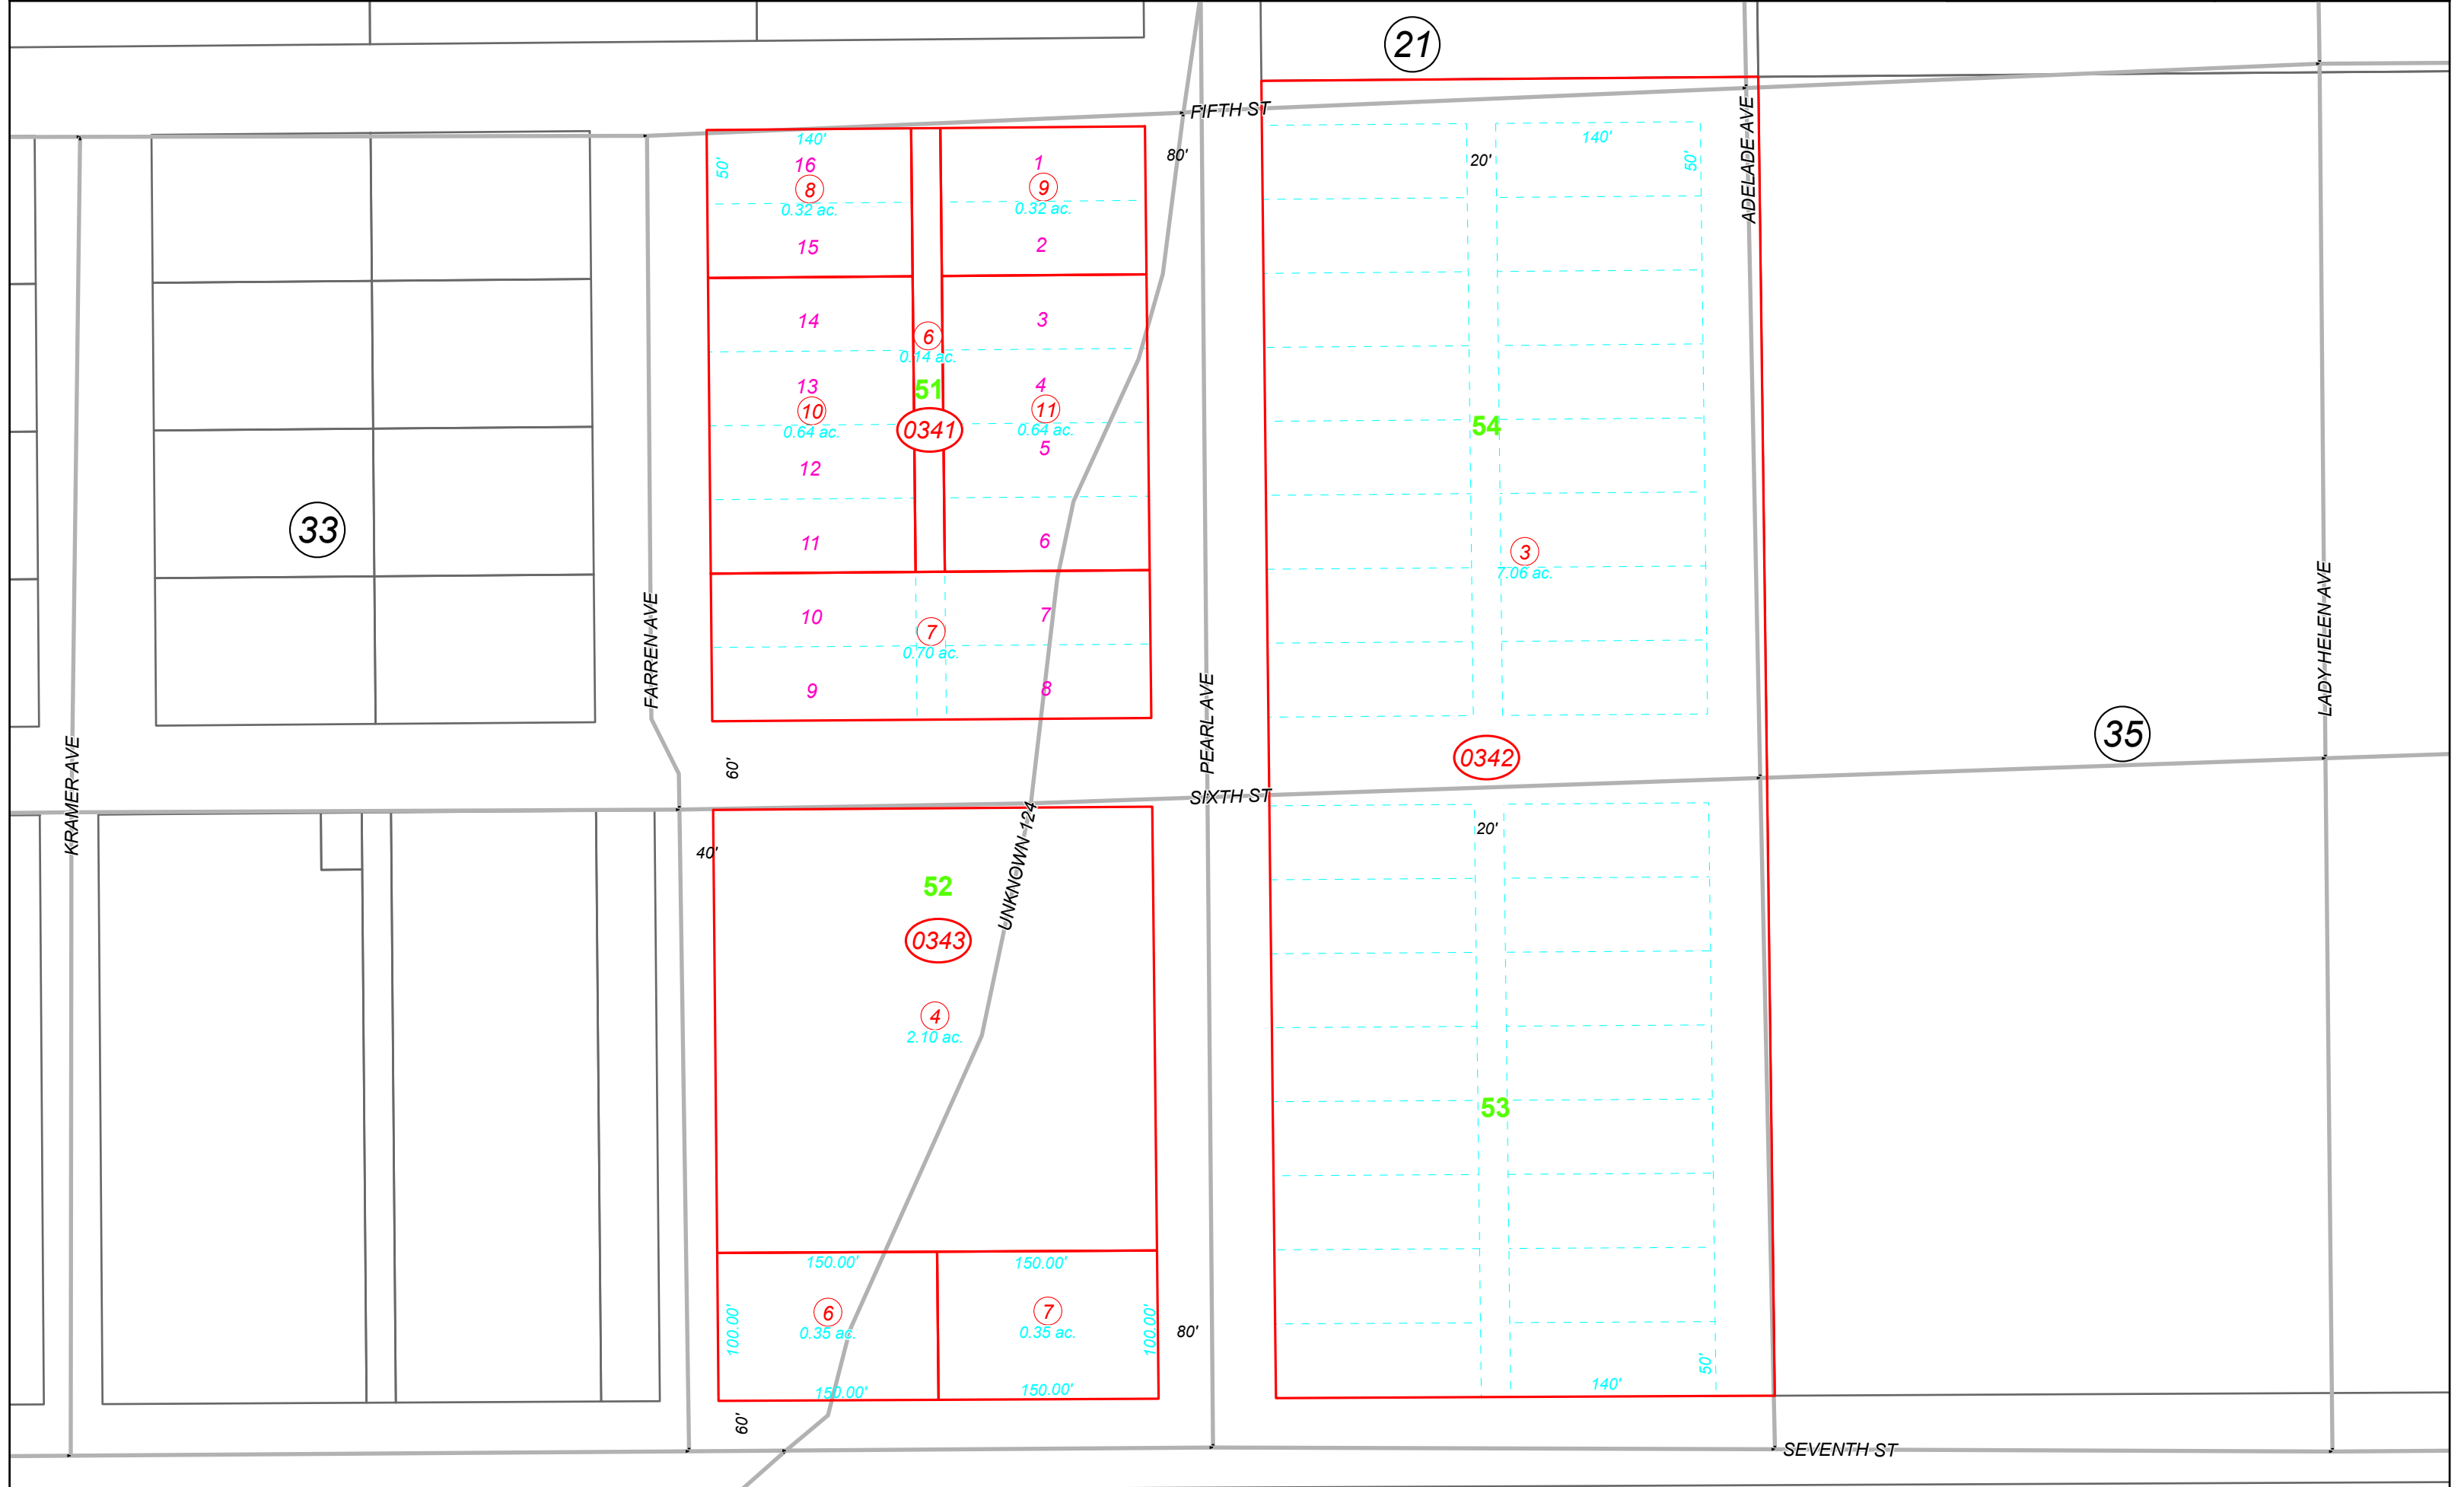 21
FIFTH ST
ADELADE AVE
140'
50'
16
8
0.32 ac.
15
1
9
0.32 ac.
2
80'
20'
140'
50'
14
3
6
0.14 ac.
51
13
10
0.64 ac.
4
11
0.64 ac.
0341
5
12
11
6
54
3
7.06 ac.
33
FARREN AVE
10
7
7
0.70 ac.
9
8
PEARL AVE
LADY HELEN AVE
35
0342
KRAMER AVE
60'
SIXTH ST
UNKNOWN 124
40'
20'
52
0343
4
2.10 ac.
53
150.00'
150.00'
100.00'
6
0.35 ac.
7
0.35 ac.
100.00'
80'
150.00'
150.00'
50'
140'
60'
SEVENTH ST